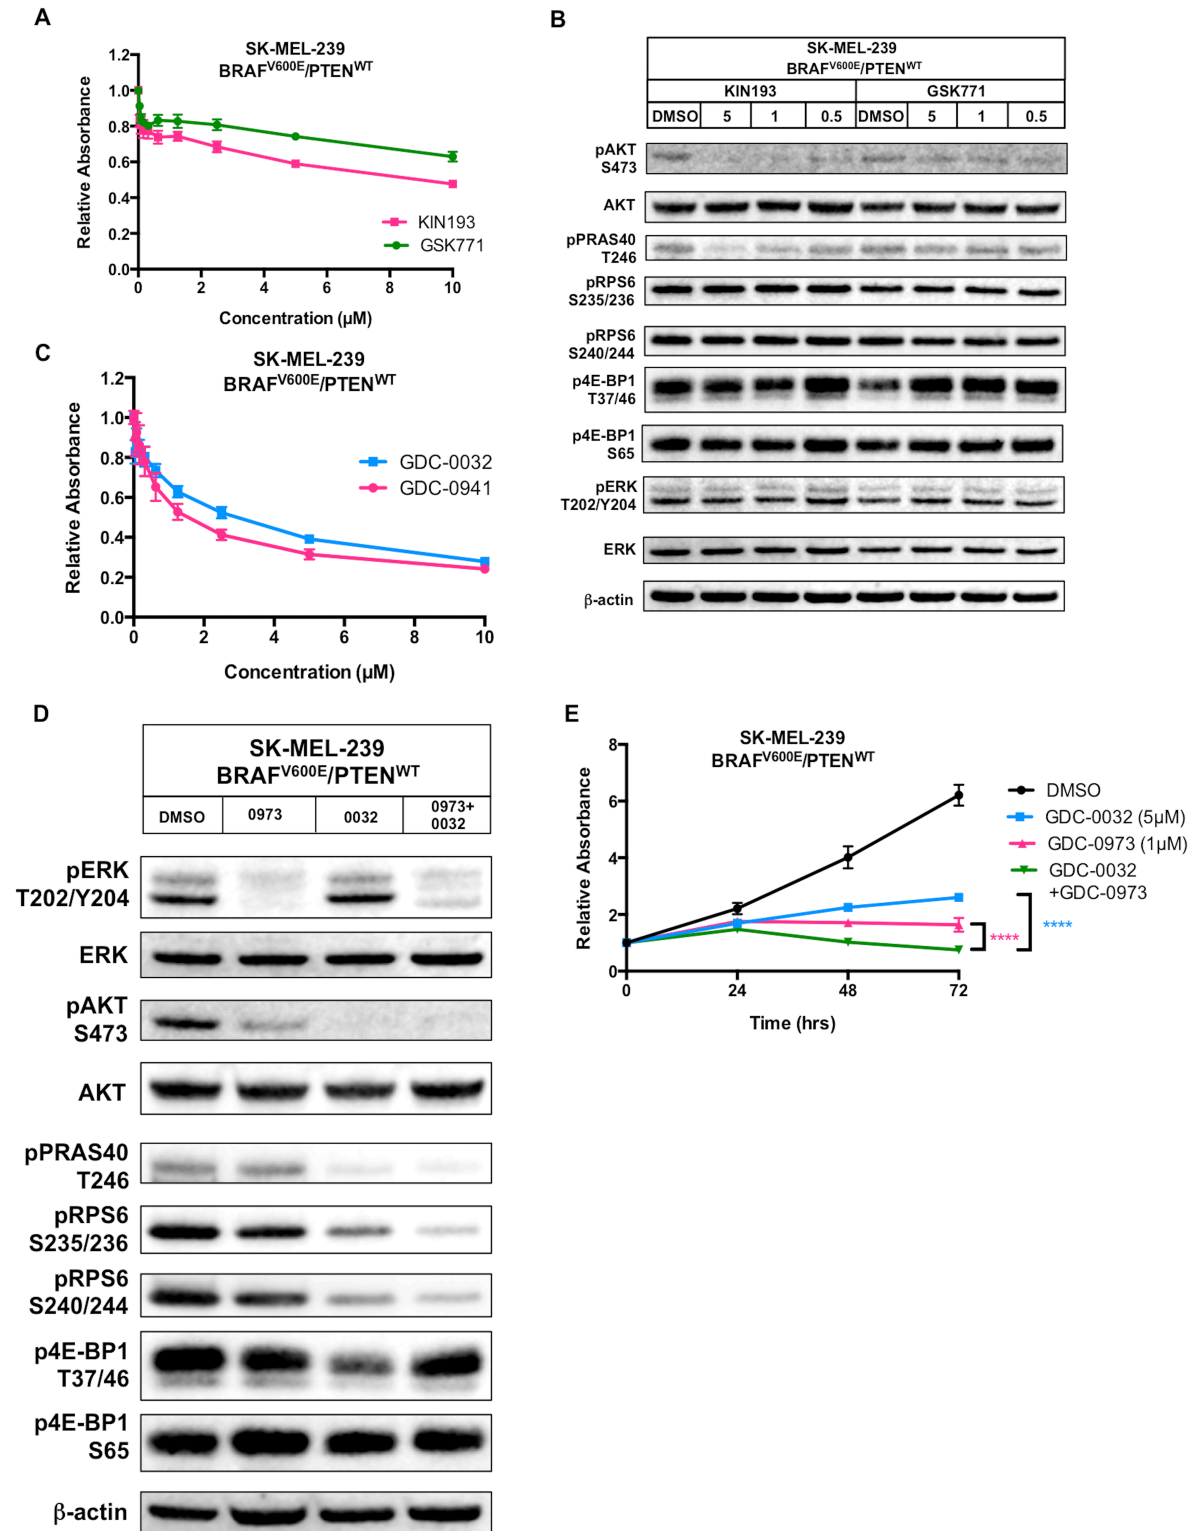 A
SK-MEL-239
BRAFV600E/PTENWT
Relative Absorbance
1.2
1.0
0.8
0.6
0.4
0.2
0.0
0 2 4 6 8 10
Concentration (µM)
KIN193
GSK771
B
SK-MEL-239
BRAFV600E/PTENWT
KIN193 GSK771
DMSO 5 1 0.5 DMSO 5 1 0.5
pAKT
S473
AKT
pPRAS40
T246
pRPS6
S235/236
pRPS6
S240/244
p4E-BP1
T37/46
p4E-BP1
S65
pERK
T202/Y204
ERK
β-actin
C
SK-MEL-239
BRAFV600E/PTENWT
Relative Absorbance
1.2
1.0
0.8
0.6
0.4
0.2
0.0
0 2 4 6 8 10
Concentration (µM)
GDC-0032
GDC-0941
D
SK-MEL-239
BRAFV600E/PTENWT
DMSO 0973 0032 0973+
0032
pERK
T202/Y204
ERK
pAKT
S473
AKT
pPRAS40
T246
pRPS6
S235/236
pRPS6
S240/244
p4E-BP1
T37/46
p4E-BP1
S65
β-actin
E
SK-MEL-239
BRAFV600E/PTENWT
Relative Absorbance
8
6
4
2
0
0 24 48 72
Time (hrs)
DMSO
GDC-0032 (5µM)
GDC-0973 (1µM)
GDC-0032
+GDC-0973
**** ****